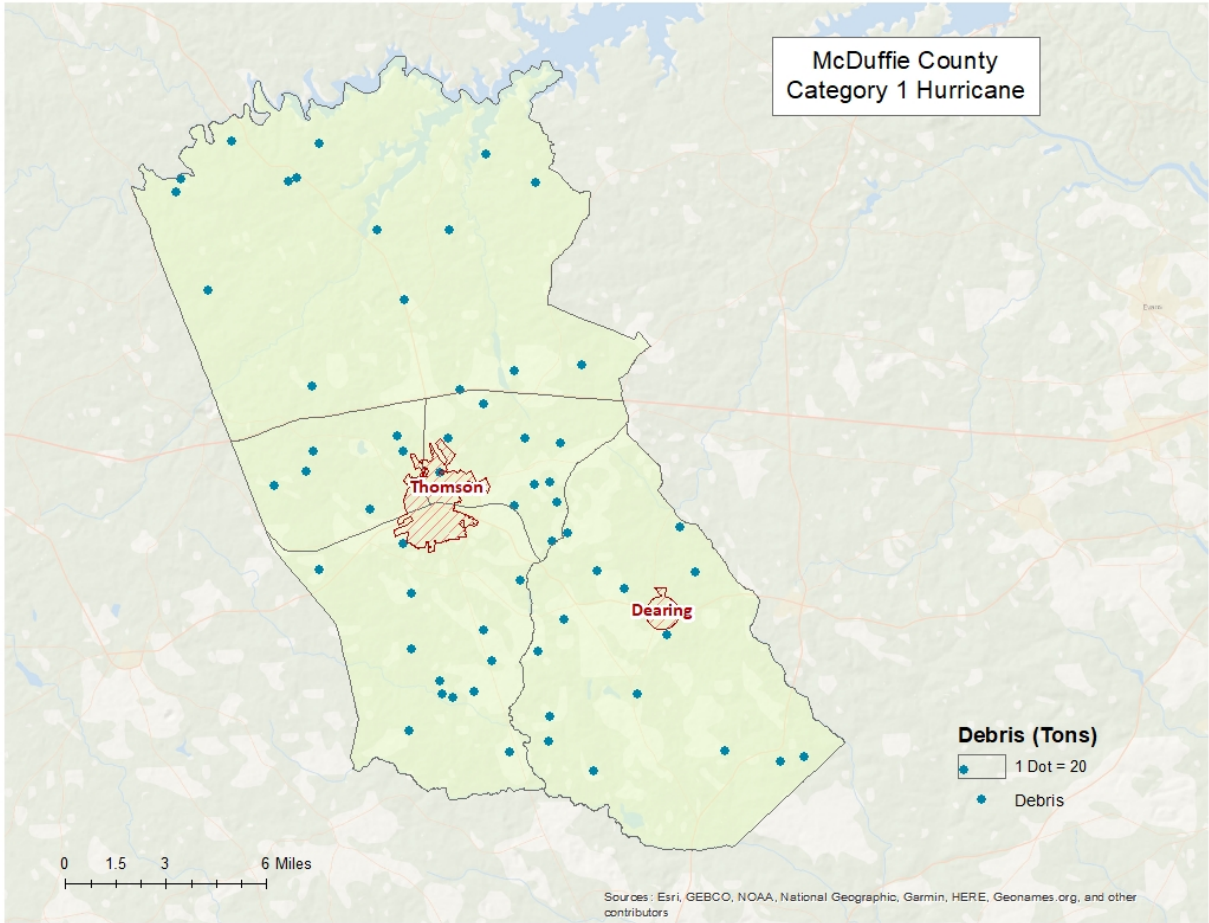 McDuffie County
Category 1 Hurricane
Evans
Thomson
Dearing
Debris (Tons)
1 Dot = 20
Debris
0 1.5 3 6 Miles
Sources: Esri, GEBCO, NOAA, National Geographic, Garmin, HERE, Geonames.org, and other
contributors